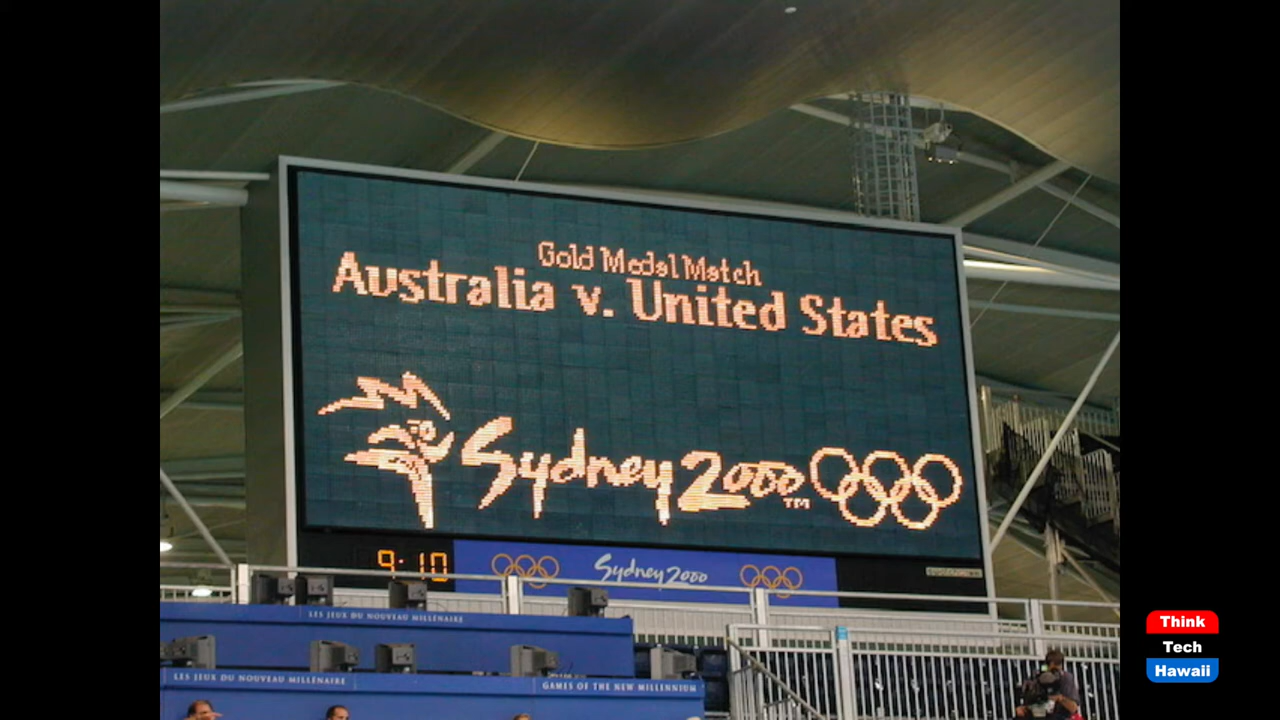 Gold Medal Match
Australia v. United States
Sydney 2000
TM
9:10
Sydney 2000
LES JEUX DU NOUVEAU MILLÉNAIRE
LES JEUX DU NOUVEAU MILLÉNAIRE
GAMES OF THE NEW MILLENNIUM
Think
Tech
Hawaii